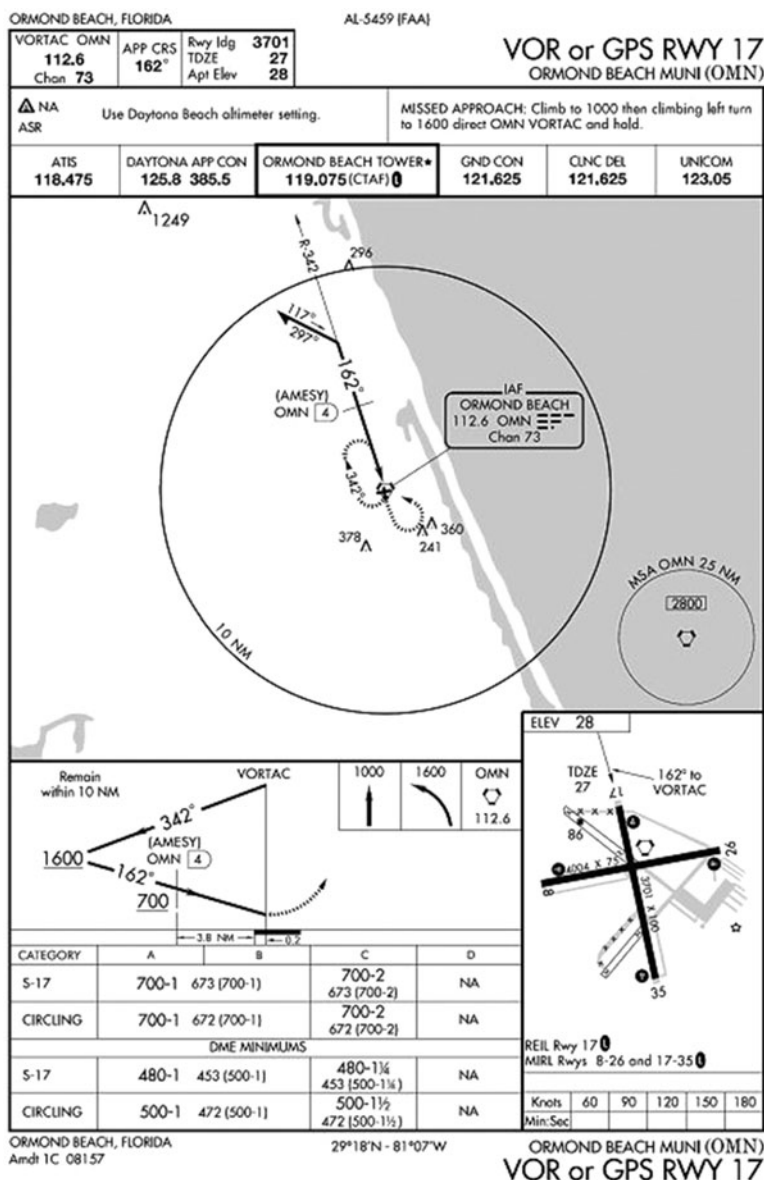 ORMOND BEACH, FLORIDA AL-5459 (FAA)
VORTAC OMN
112.6
Chan 73
APP CRS
162°
Rwy ldg 3701
TDZE 27
Apt Elev 28
VOR or GPS RWY 17
ORMOND BEACH MUNI (OMN)
A NA
ASR
Use Daytona Beach altimeter setting.
MISSED APPROACH: Climb to 1000 then climbing left turn
to 1600 direct OMN VORTAC and hold.
ATIS
118.475
DAYTONA APP CON
125.8 385.5
ORMOND BEACH TOWER★
119.075 (CTAF) L
GND CON
121.625
CLNC DEL
121.625
UNICOM
123.05
1249
R-342
296
117°
297°
162°
(AMESY)
OMN 4
IAF
ORMOND BEACH
112.6 OMN
Chan 73
342°
378
360
241
10 NM
MSA OMN 25 NM
2800
Remain
within 10 NM
VORTAC
342°
(AMESY)
OMN 4
1600
162°
700
3.8 NM
0.2
1000
1600
OMN
112.6
ELEV 28
TDZE
27
162° to
VORTAC
17
86
26
4004 X 75
8
3701 X 100
35
REIL Rwy 17 L
MIRL Rwys 8-26 and 17-35 L
CATEGORY A B C D
S-17 700-1 673 (700-1) 700-2 NA
673 (700-2)
CIRCLING 700-1 672 (700-1) 700-2 NA
672 (700-2)
DME MINIMUMS
S-17 480-1 453 (500-1) 480-1¼ NA
453 (500-1¼)
CIRCLING 500-1 472 (500-1) 500-1½ NA
472 (500-1½)
Knots 60 90 120 150 180
Min:Sec
ORMOND BEACH, FLORIDA
Amdt 1C 08157
29°18'N - 81°07'W
ORMOND BEACH MUNI (OMN)
VOR or GPS RWY 17